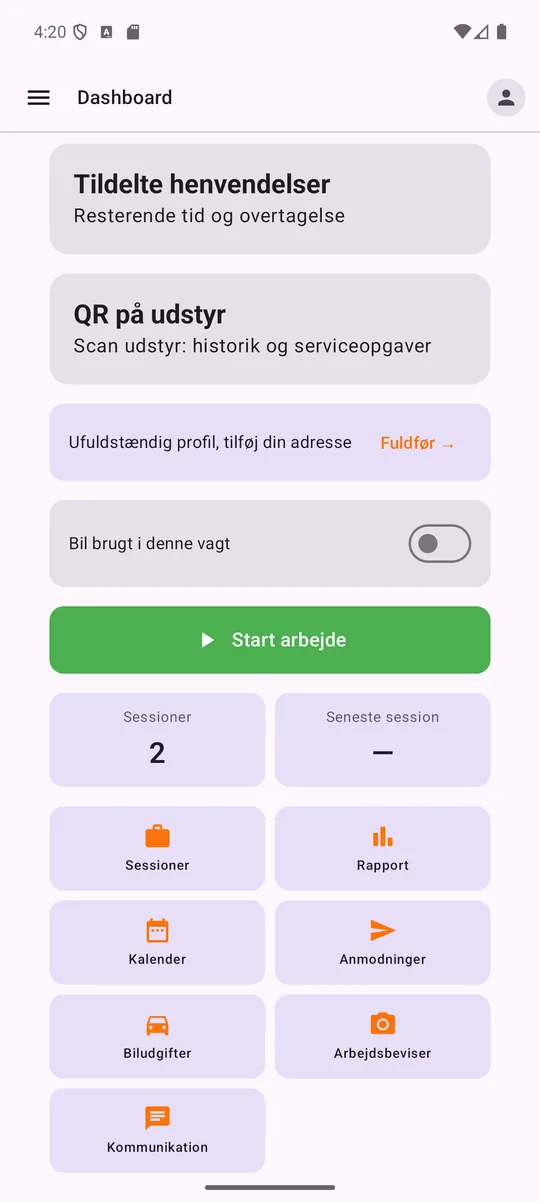 4:20
Dashboard
Tildelte henvendelser
Resterende tid og overtagelse
QR på udstyr
Scan udstyr: historik og serviceopgaver
Ufuldstændig profil, tilføj din adresse
Fuldfør →
Bil brugt i denne vagt
Start arbejde
Sessioner
2
Seneste session
—
Sessioner
Rapport
Kalender
Anmodninger
Biludgifter
Arbejdsbeviser
Kommunikation